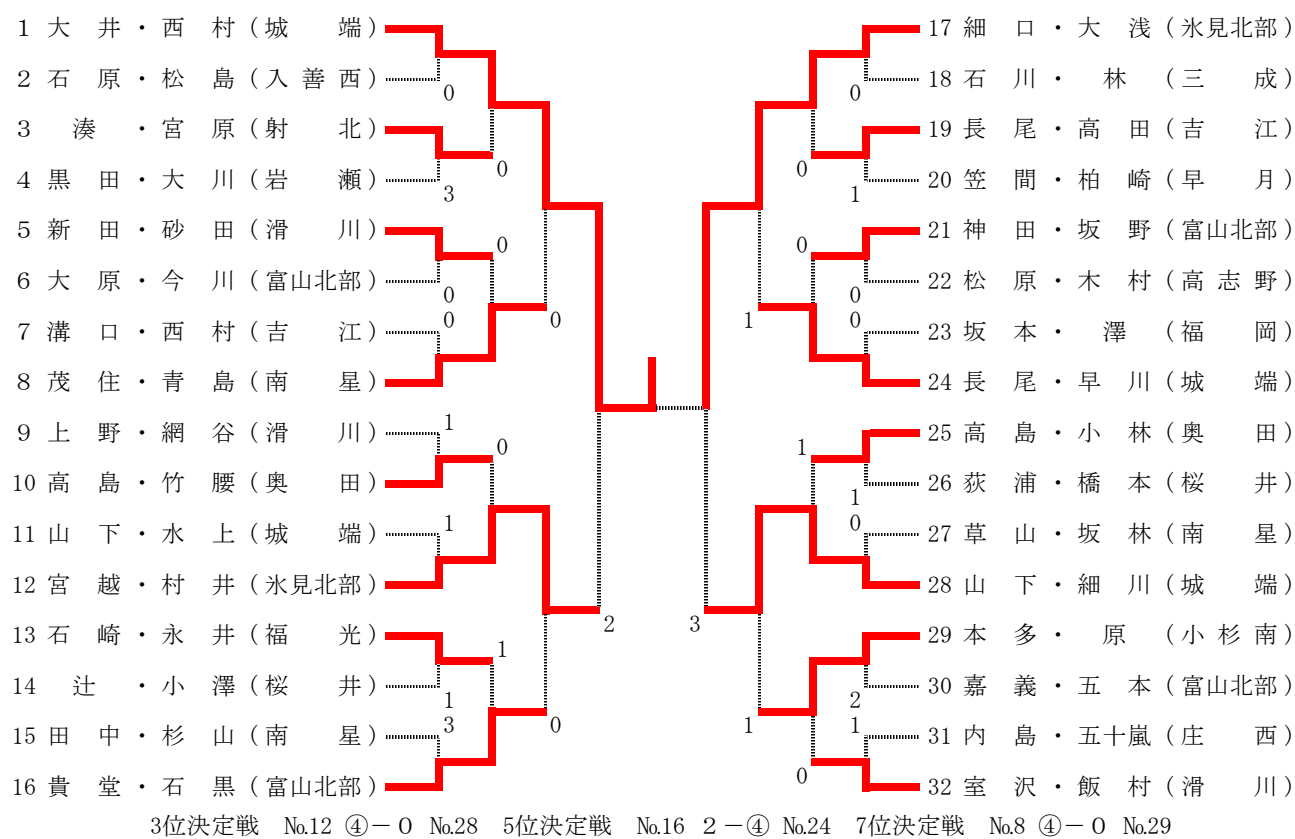 1 大井・西村（城端）
2 石原・松島（入善西）
3 湊・宮原（射北）
4 黒田・大川（岩瀬）
5 新田・砂田（滑川）
6 大原・今川（富山北部）
7 溝口・西村（吉江）
8 茂住・青島（南星）
9 上野・網谷（滑川）
10 高島・竹腰（奥田）
11 山下・水上（城端）
12 宮越・村井（氷見北部）
13 石崎・永井（福光）
14 辻・小澤（桜井）
15 田中・杉山（南星）
16 貴堂・石黒（富山北部）
0
0
3
0
0
0
0
1
0
1
2
1
1
3
0
17 細口・大浅（氷見北部）
18 石川・林（三成）
19 長尾・高田（吉江）
20 笠間・柏崎（早月）
21 神田・坂野（富山北部）
22 松原・木村（高志野）
23 坂本・澤（福岡）
24 長尾・早川（城端）
25 高島・小林（奥田）
26 荻浦・橋本（桜井）
27 草山・坂林（南星）
28 山下・細川（城端）
29 本多・原（小杉南）
30 嘉義・五本（富山北部）
31 内島・五十嵐（庄西）
32 室沢・飯村（滑川）
0
0
1
0
0
1
0
1
1
0
3
2
1
1
0
3位決定戦 №12 ④－0 №28 5位決定戦 №16 2－④ №24 7位決定戦 №8 ④－0 №29